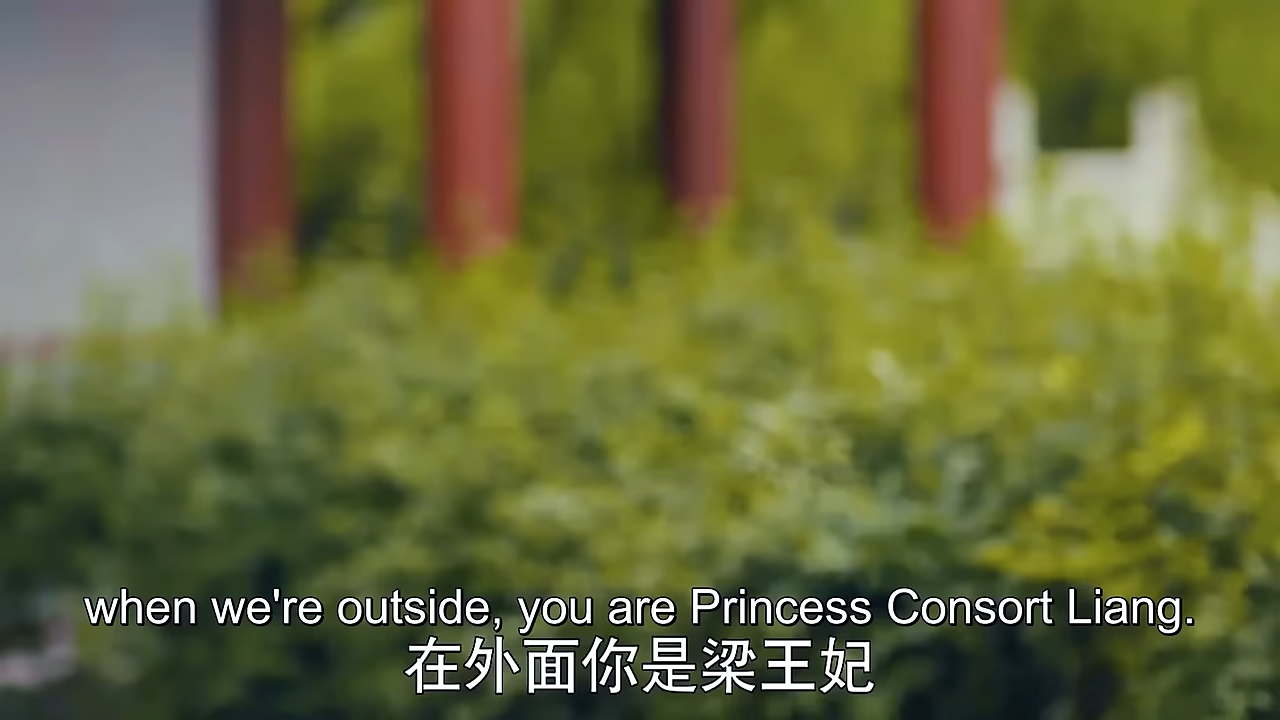 when we're outside, you are Princess Consort Liang.
在外面你是梁王妃